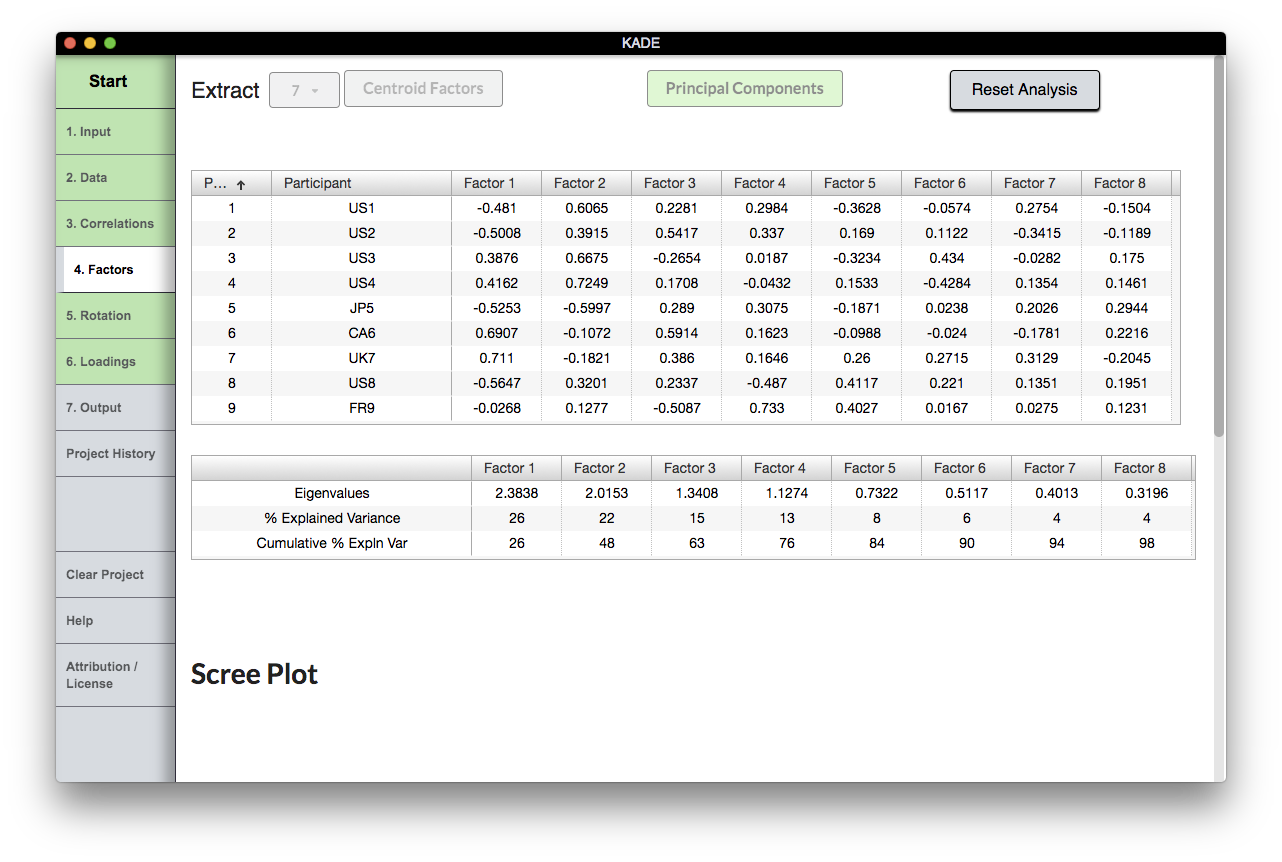 KADE
Start
1. Input
2. Data
3. Correlations
4. Factors
5. Rotation
6. Loadings
7. Output
Project History
Clear Project
Help
Attribution /
License
Extract 7 Centroid Factors Principal Components Reset Analysis
P... Participant Factor 1 Factor 2 Factor 3 Factor 4 Factor 5 Factor 6 Factor 7 Factor 8
1 US1 -0.481 0.6065 0.2281 0.2984 -0.3628 -0.0574 0.2754 -0.1504
2 US2 -0.5008 0.3915 0.5417 0.337 0.169 0.1122 -0.3415 -0.1189
3 US3 0.3876 0.6675 -0.2654 0.0187 -0.3234 0.434 -0.0282 0.175
4 US4 0.4162 0.7249 0.1708 -0.0432 0.1533 -0.4284 0.1354 0.1461
5 JP5 -0.5253 -0.5997 0.289 0.3075 -0.1871 0.0238 0.2026 0.2944
6 CA6 0.6907 -0.1072 0.5914 0.1623 -0.0988 -0.024 -0.1781 0.2216
7 UK7 0.711 -0.1821 0.386 0.1646 0.26 0.2715 0.3129 -0.2045
8 US8 -0.5647 0.3201 0.2337 -0.487 0.4117 0.221 0.1351 0.1951
9 FR9 -0.0268 0.1277 -0.5087 0.733 0.4027 0.0167 0.0275 0.1231
Factor 1 Factor 2 Factor 3 Factor 4 Factor 5 Factor 6 Factor 7 Factor 8
Eigenvalues 2.3838 2.0153 1.3408 1.1274 0.7322 0.5117 0.4013 0.3196
% Explained Variance 26 22 15 13 8 6 4 4
Cumulative % Expln Var 26 48 63 76 84 90 94 98
Scree Plot